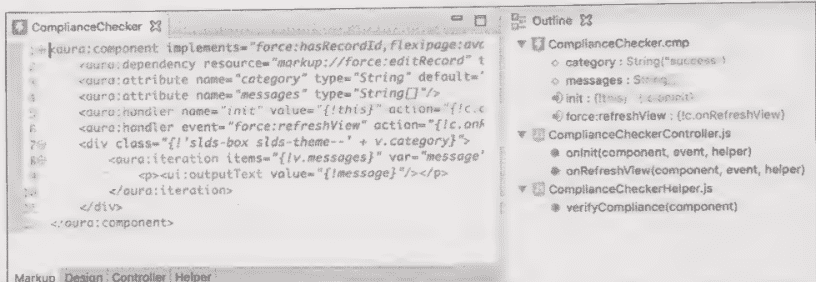 ComplianceChecker
<aura:component implements="force:hasRecordId,flexipage:avc
<aura:dependency resource="markup://force:editRecord" t
<aura:attribute name="category" type="String" default='
<aura:attribute name="messages" type="String[]"/>
<aura:handler name="init" value="{!this}" action="{!c.c
<aura:handler event="force:refreshView" action="{!c.onR
<div class="{!'slds-box slds-theme--' + v.category}">
<aura:iteration items="{!v.messages}" var="message"
<p><ui:outputText value="{!message}"/></p>
</aura:iteration>
</div>
</aura:component>
Markup Design Controller Helper
Outline
ComplianceChecker.cmp
category : String("success")
messages :
init :
force:refreshView : {!c.onRefreshView}
ComplianceCheckerController.js
onInit(component, event, helper)
onRefreshView(component, event, helper)
ComplianceCheckerHelper.js
verifyCompliance(component)